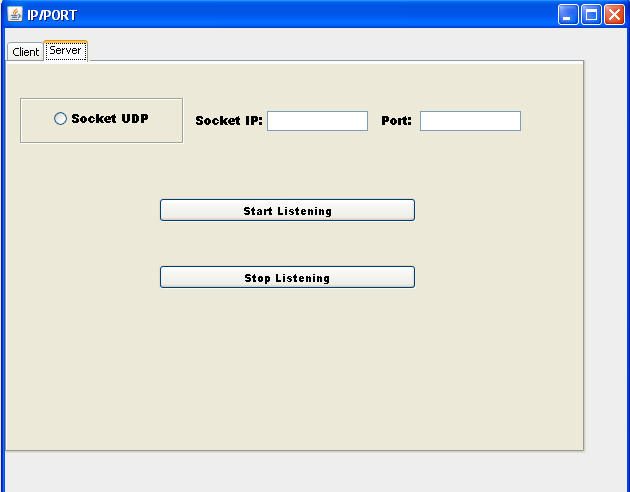 IP/PORT
Client Server
Socket UDP Socket IP: Port:
Start Listening
Stop Listening